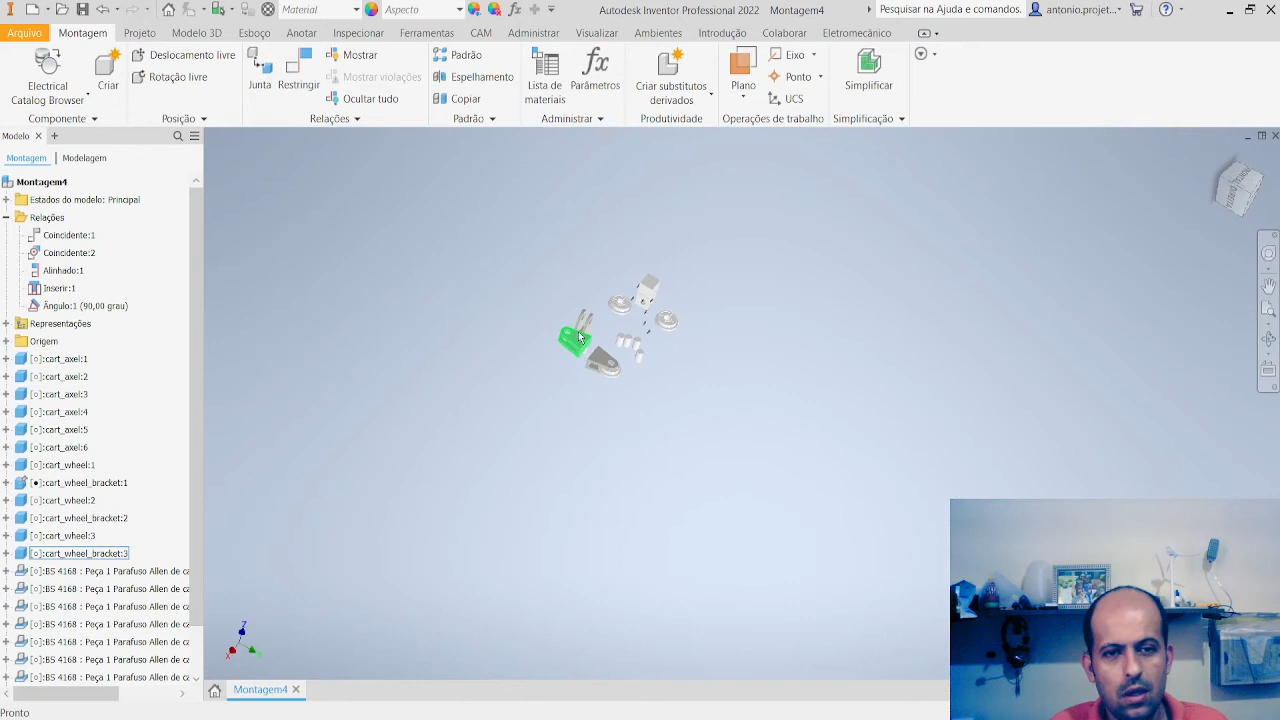 Material
Aspecto
Autodesk Inventor Professional 2022 Montagem4
Pesquisar na Ajuda e comandos.
antonio.projet...
Arquivo
Montagem
Projeto
Modelo 3D
Esboço
Anotar
Inspecionar
Ferramentas
CAM
Administrar
Visualizar
Ambientes
Introdução
Colaborar
Eletromecânico
Electrical
Catalog Browser
Criar
Deslocamento livre
Rotação livre
Junta
Restringir
Mostrar
Mostrar violações
Ocultar tudo
Padrão
Espelhamento
Copiar
Lista de
materiais
Parâmetros
Criar substitutos
derivados
Plano
Eixo
Ponto
UCS
Simplificar
Componente
Posição
Relações
Padrão
Administrar
Produtividade
Operações de trabalho
Simplificação
Modelo
Montagem
Modelagem
Montagem4
Estados do modelo: Principal
Relações
Coincidente:1
Coincidente:2
Alinhado:1
Inserir:1
Ângulo:1 (90,00 grau)
Representações
Origem
[○]:cart_axel:1
[○]:cart_axel:2
[○]:cart_axel:3
[○]:cart_axel:4
[○]:cart_axel:5
[○]:cart_axel:6
[○]:cart_wheel:1
[●]:cart_wheel_bracket:1
[○]:cart_wheel:2
[○]:cart_wheel_bracket:2
[○]:cart_wheel:3
[○]:cart_wheel_bracket:3
[○]:BS 4168 : Peça 1 Parafuso Allen de ca
[○]:BS 4168 : Peça 1 Parafuso Allen de ca
[○]:BS 4168 : Peça 1 Parafuso Allen de ca
[○]:BS 4168 : Peça 1 Parafuso Allen de ca
[○]:BS 4168 : Peça 1 Parafuso Allen de ca
[○]:BS 4168 : Peça 1 Parafuso Allen de ca
[○]:BS 4168 : Peça 1 Parafuso Allen de ca
Z
X
Montagem4
Pronto